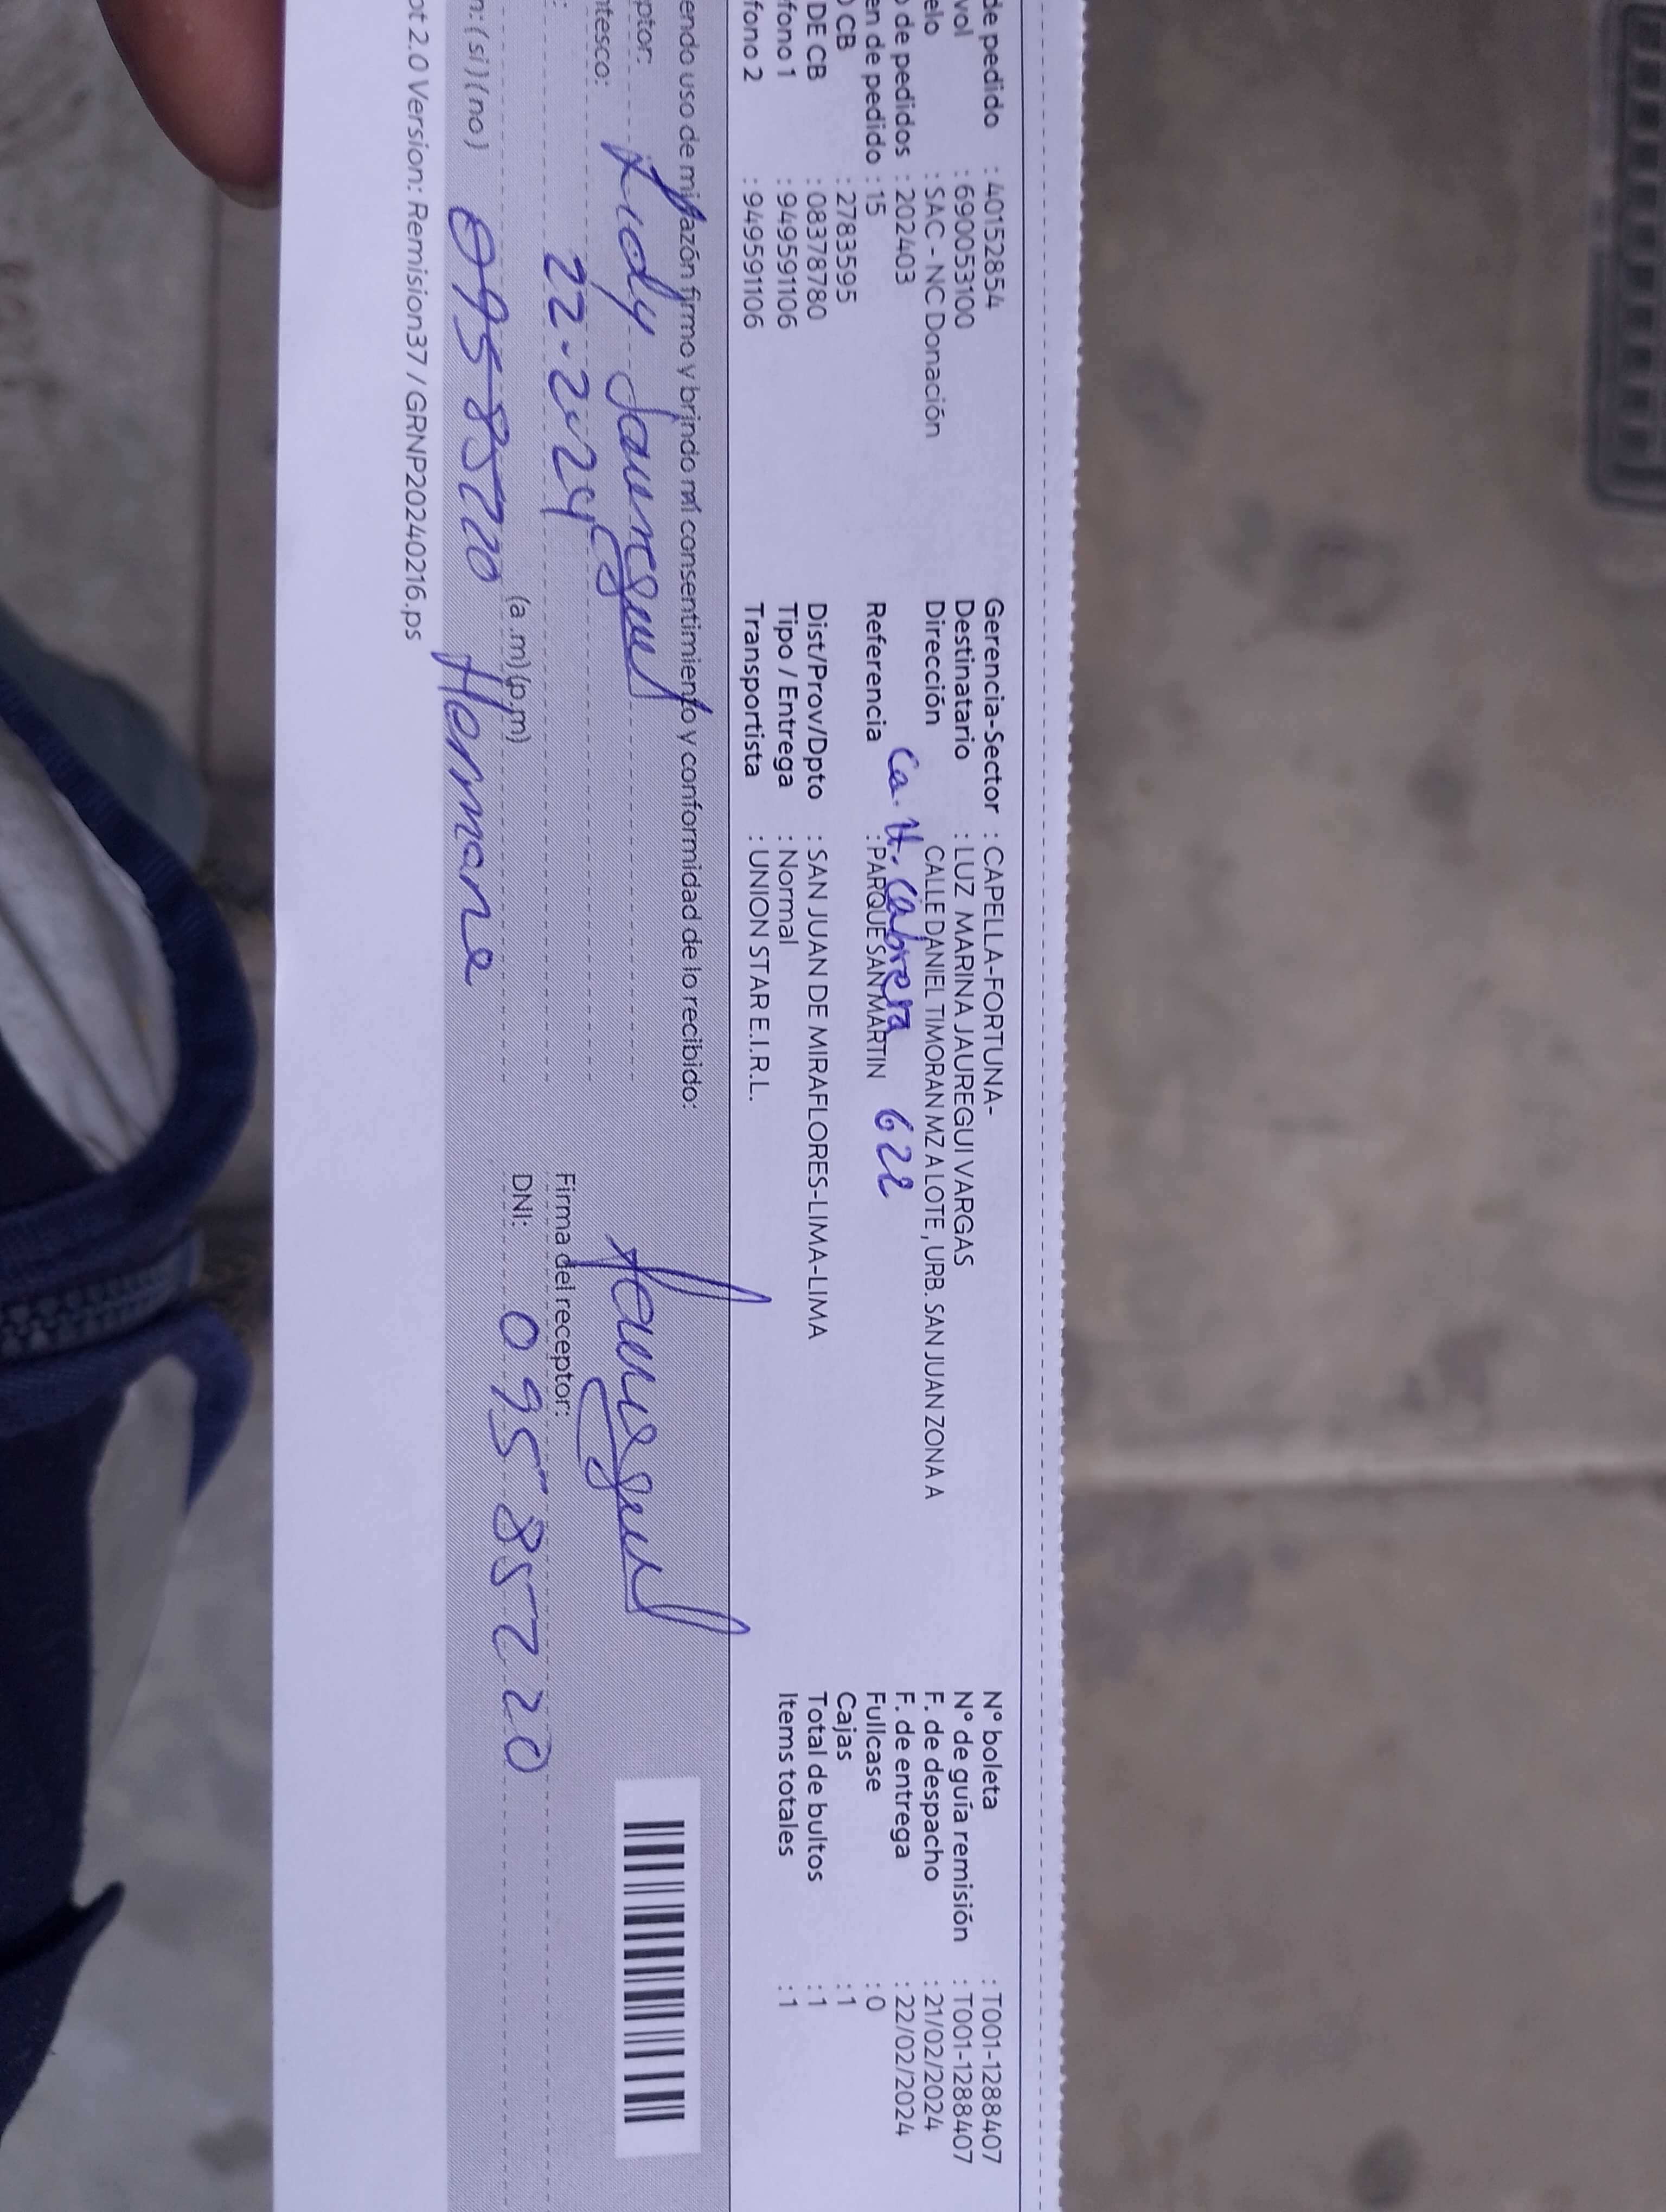 de pedido : 40152854
vol : 690053100
elo : SAC - NC Donación
o de pedidos : 202403
en de pedido : 15
O CB : 2783595
DE CB : 08378780
fono 1 : 949591106
fono 2 : 949591106
Gerencia-Sector : CAPELLA-FORTUNA-
Destinatario : LUZ MARINA JAUREGUI VARGAS
Dirección CALLE DANIEL TIMORAN MZ A LOTE , URB. SAN JUAN ZONA A
Ca. H. Cabrera 622
Referencia : PARQUE SAN MARTIN
Dist/Prov/Dpto : SAN JUAN DE MIRAFLORES-LIMA-LIMA
Tipo / Entrega : Normal
Transportista : UNION STAR E.I.R.L.
N° boleta : T001-1288407
N° de guía remisión : T001-1288407
F. de despacho : 21/02/2024
F. de entrega : 22/02/2024
Fullcase : 0
Cajas : 1
Total de bultos : 1
Items totales : 1
endo uso de mi razón firmo y brindo mi consentimiento y conformidad de lo recibido:
ptor:
ntesco:
22-2-24
:
(a.m)(p.m)
n: (si)(no) Hermana
Firma del receptor:
DNI: 09585220
ot 2.0 Version: Remision37 / GRNP20240216.ps